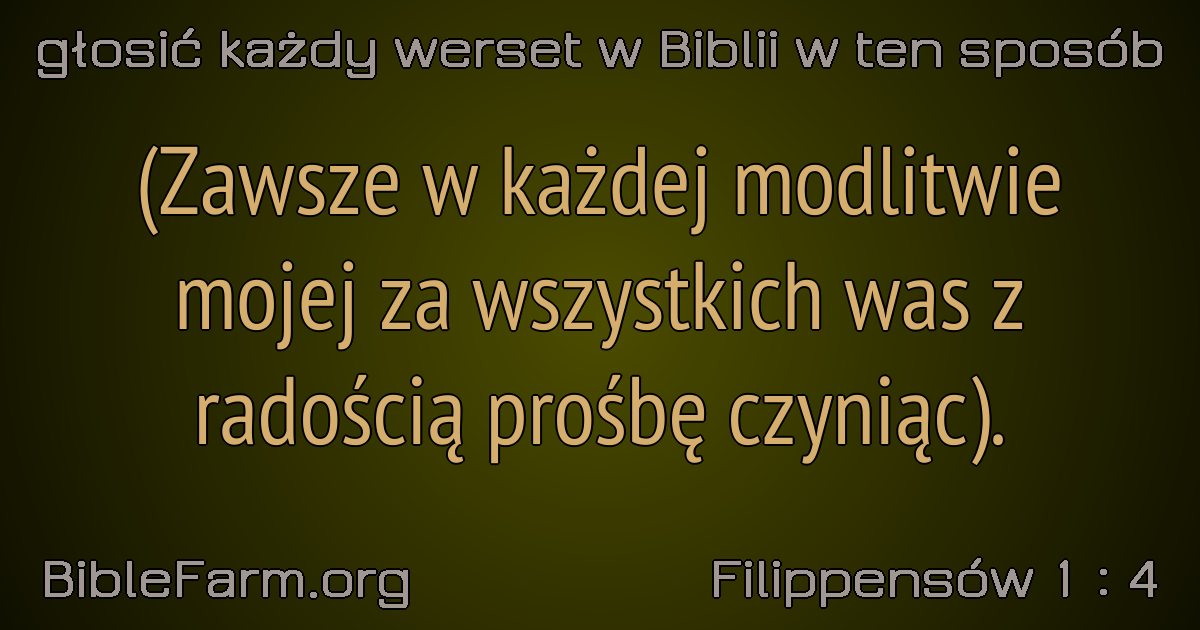 głosić każdy werset w Biblii w ten sposób
(Zawsze w każdej modlitwie
mojej za wszystkich was z
radością prośbę czyniąc).
BibleFarm.org
Filippensów 1 : 4